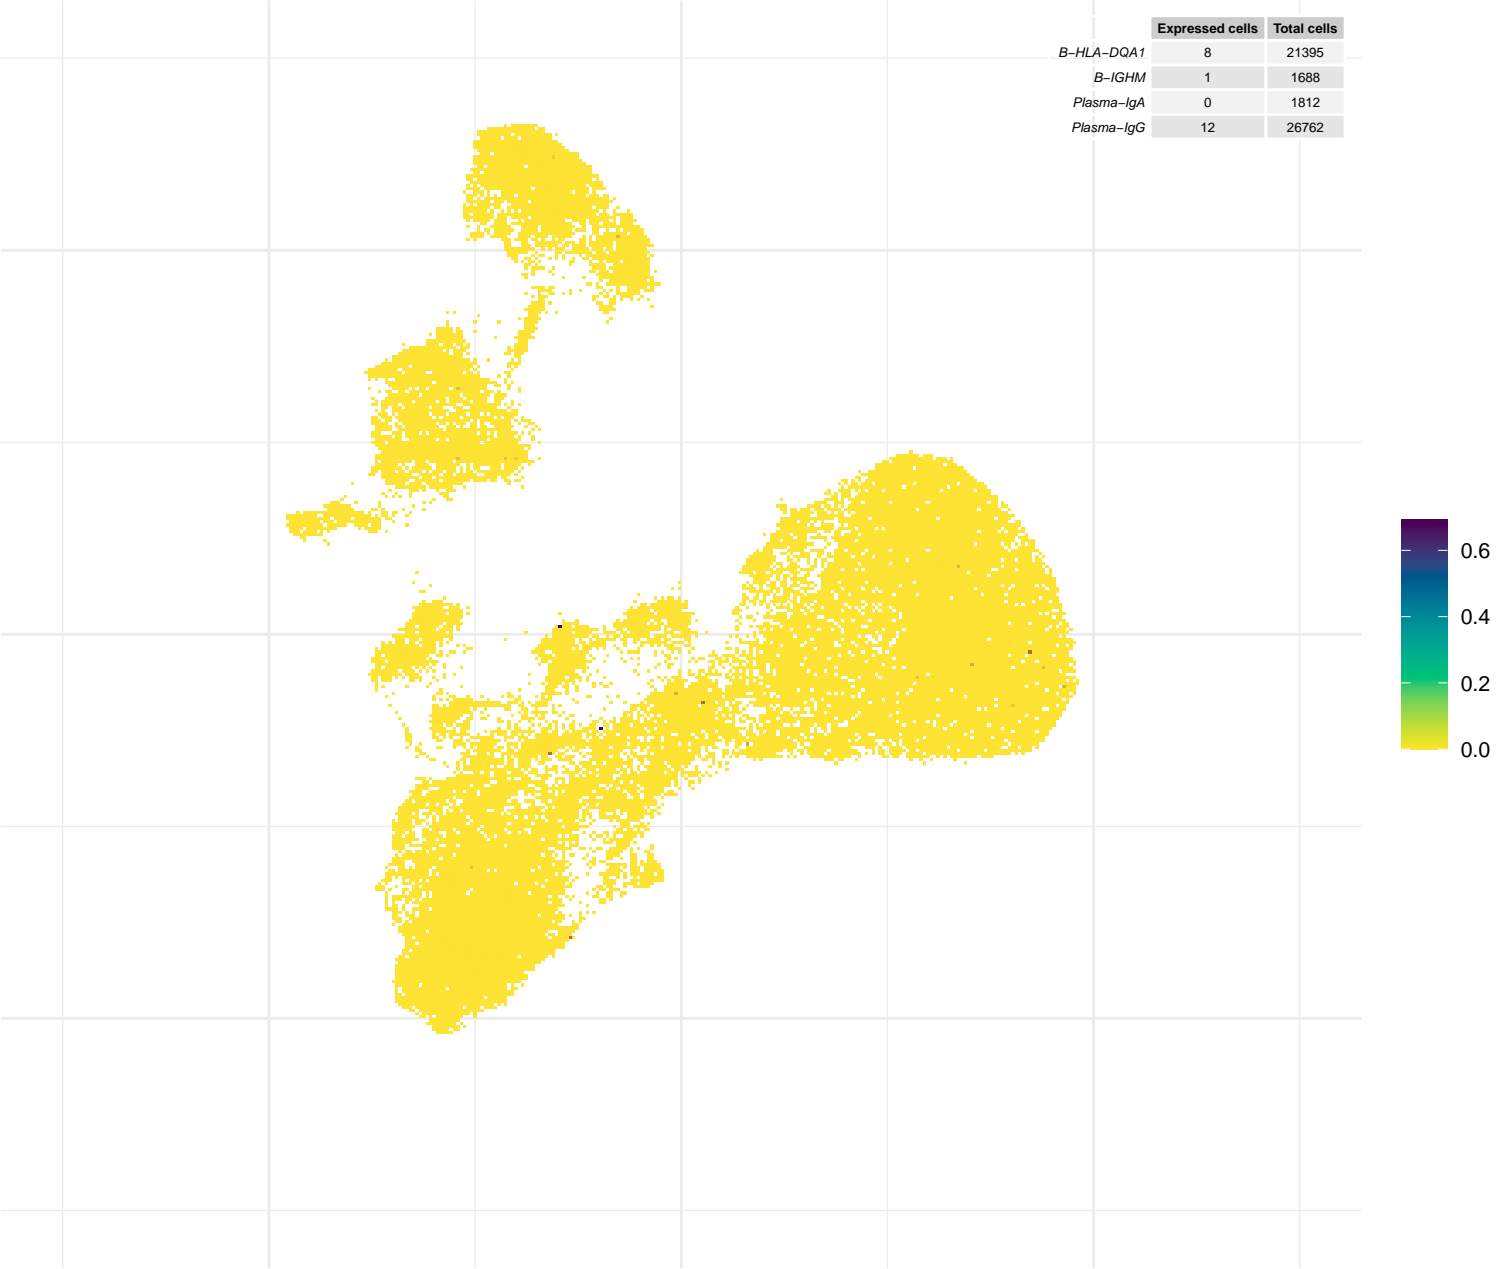 Expressed cells Total cells
B−HLA−DQA1 8 21395
B−IGHM 1 1688
Plasma−IgA 0 1812
Plasma−IgG 12 26762
0.6
0.4
0.2
0.0